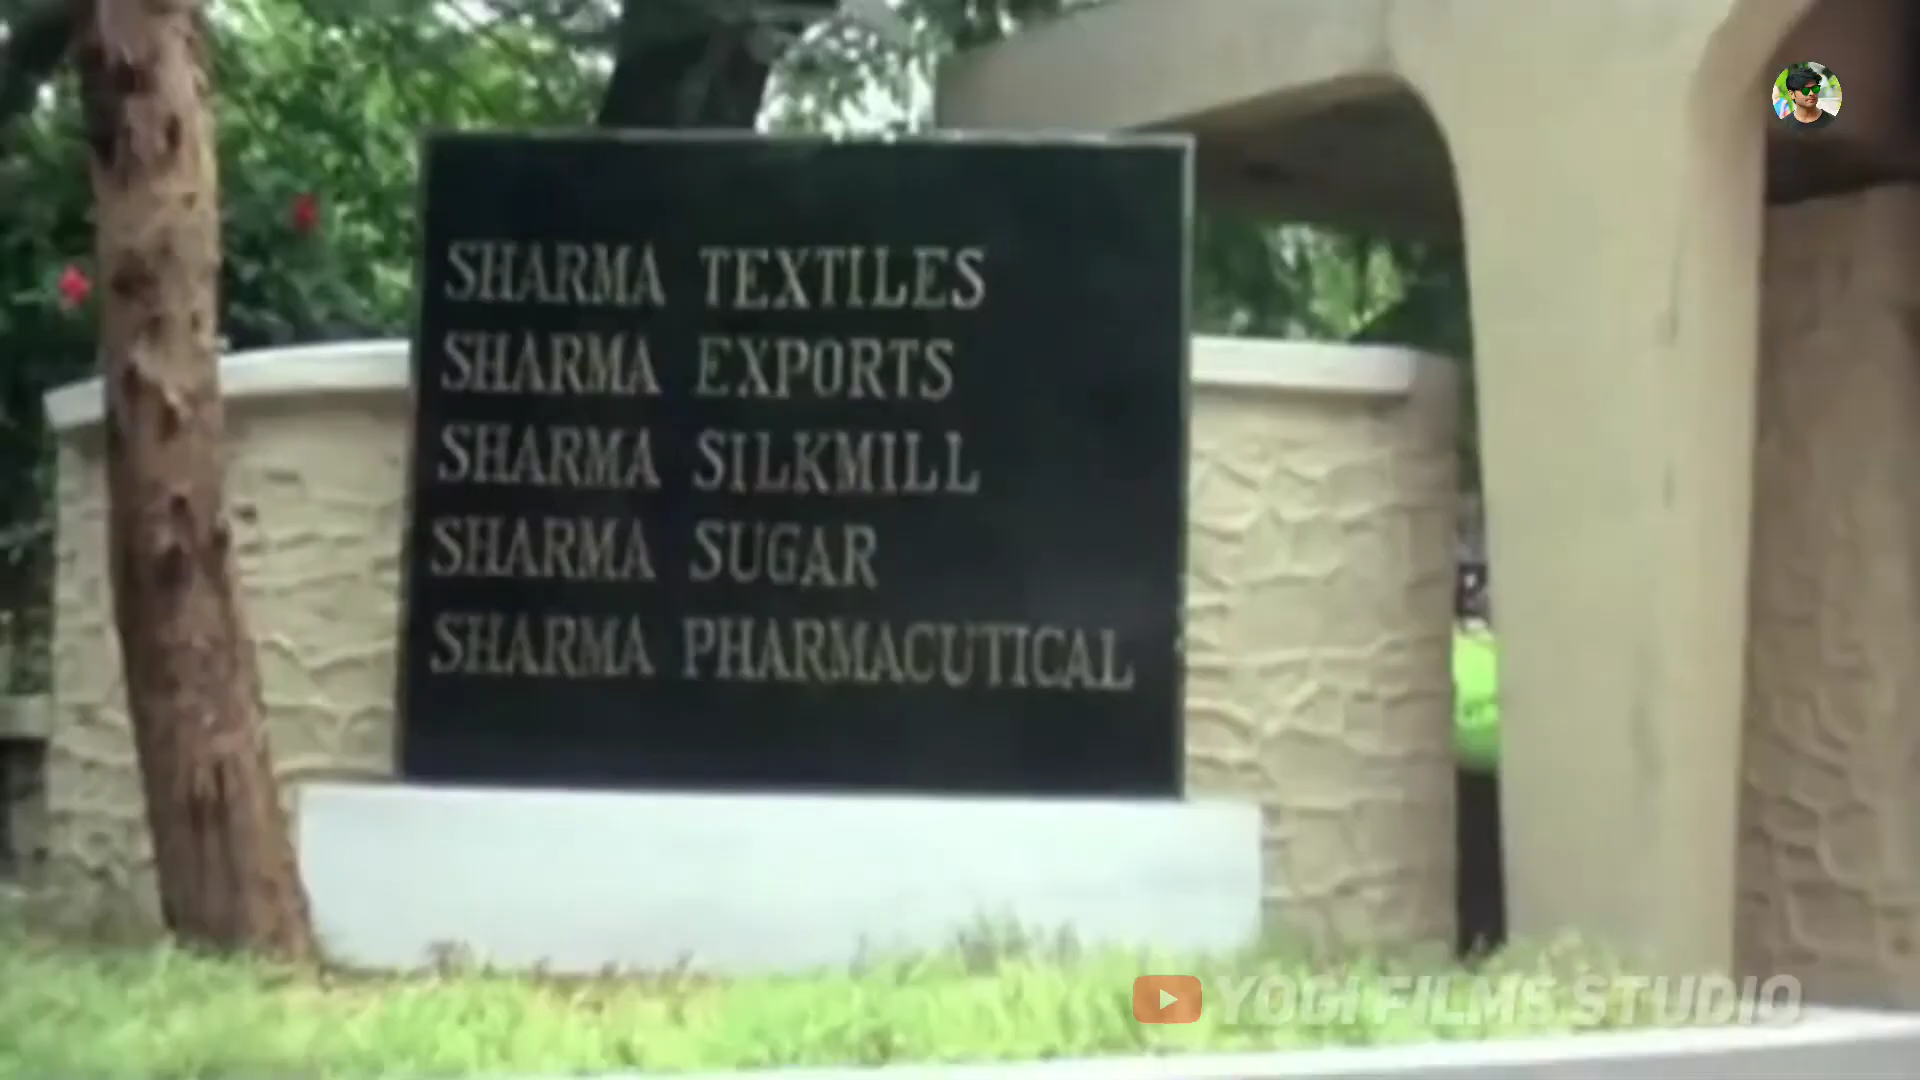 SHARMA TEXTILES
SHARMA EXPORTS
SHARMA SILKMILL
SHARMA SUGAR
SHARMA PHARMACUTICAL
YOGI FILMS STUDIO